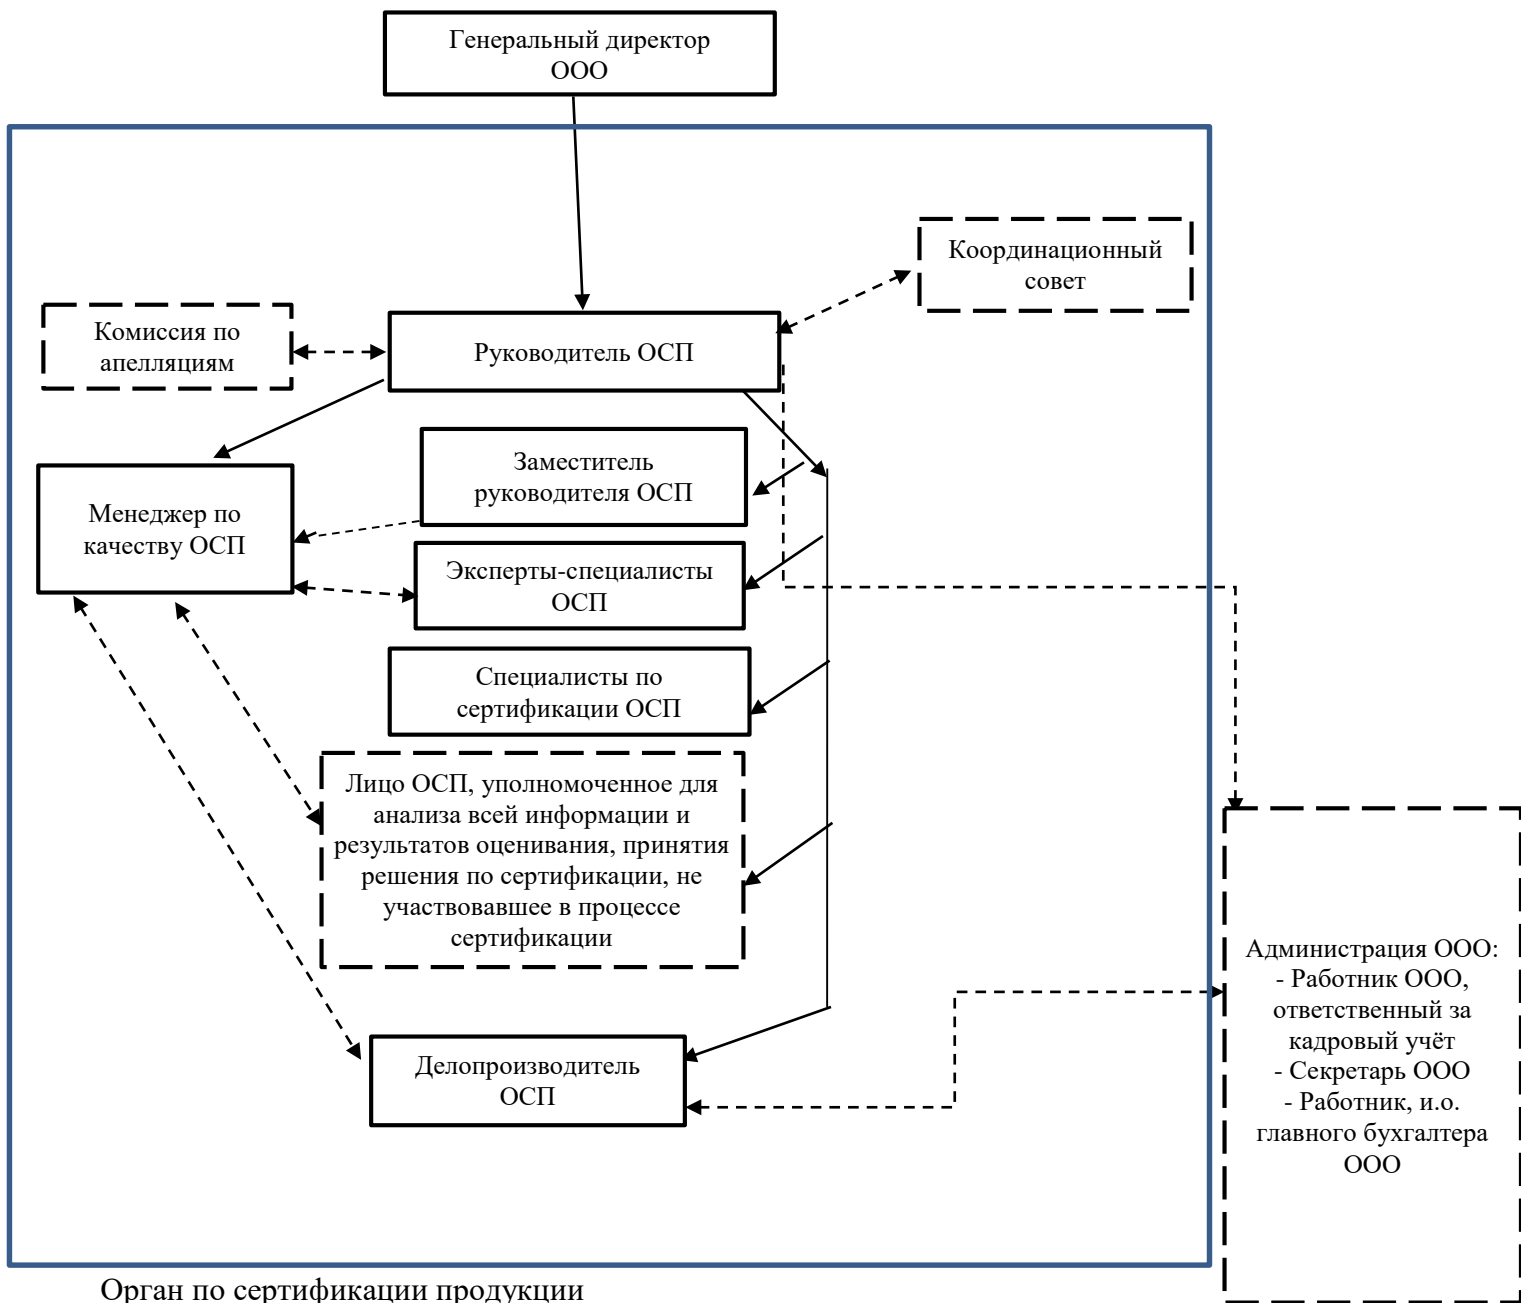 Генеральный директор
ООО
Координационный
совет
Комиссия по
апелляциям
Руководитель ОСП
Заместитель
руководителя ОСП
Менеджер по
качеству ОСП
Эксперты-специалисты
ОСП
Специалисты по
сертификации ОСП
Лицо ОСП, уполномоченное для
анализа всей информации и
результатов оценивания, принятия
решения по сертификации, не
участвовавшее в процессе
сертификации
Администрация ООО:
- Работник ООО,
ответственный за
кадровый учёт
- Секретарь ООО
- Работник, и.о.
главного бухгалтера
ООО
Делопроизводитель
ОСП
Орган по сертификации продукции